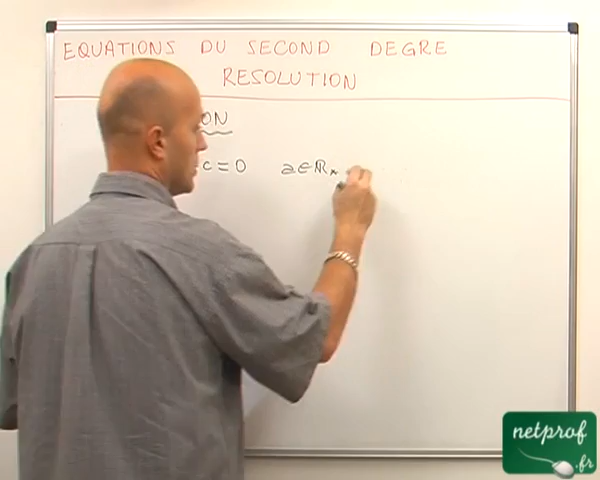 EQUATIONS DU SECOND DEGRE
RESOLUTION
ON
c = 0 a∈ℝ*
netprof
.fr